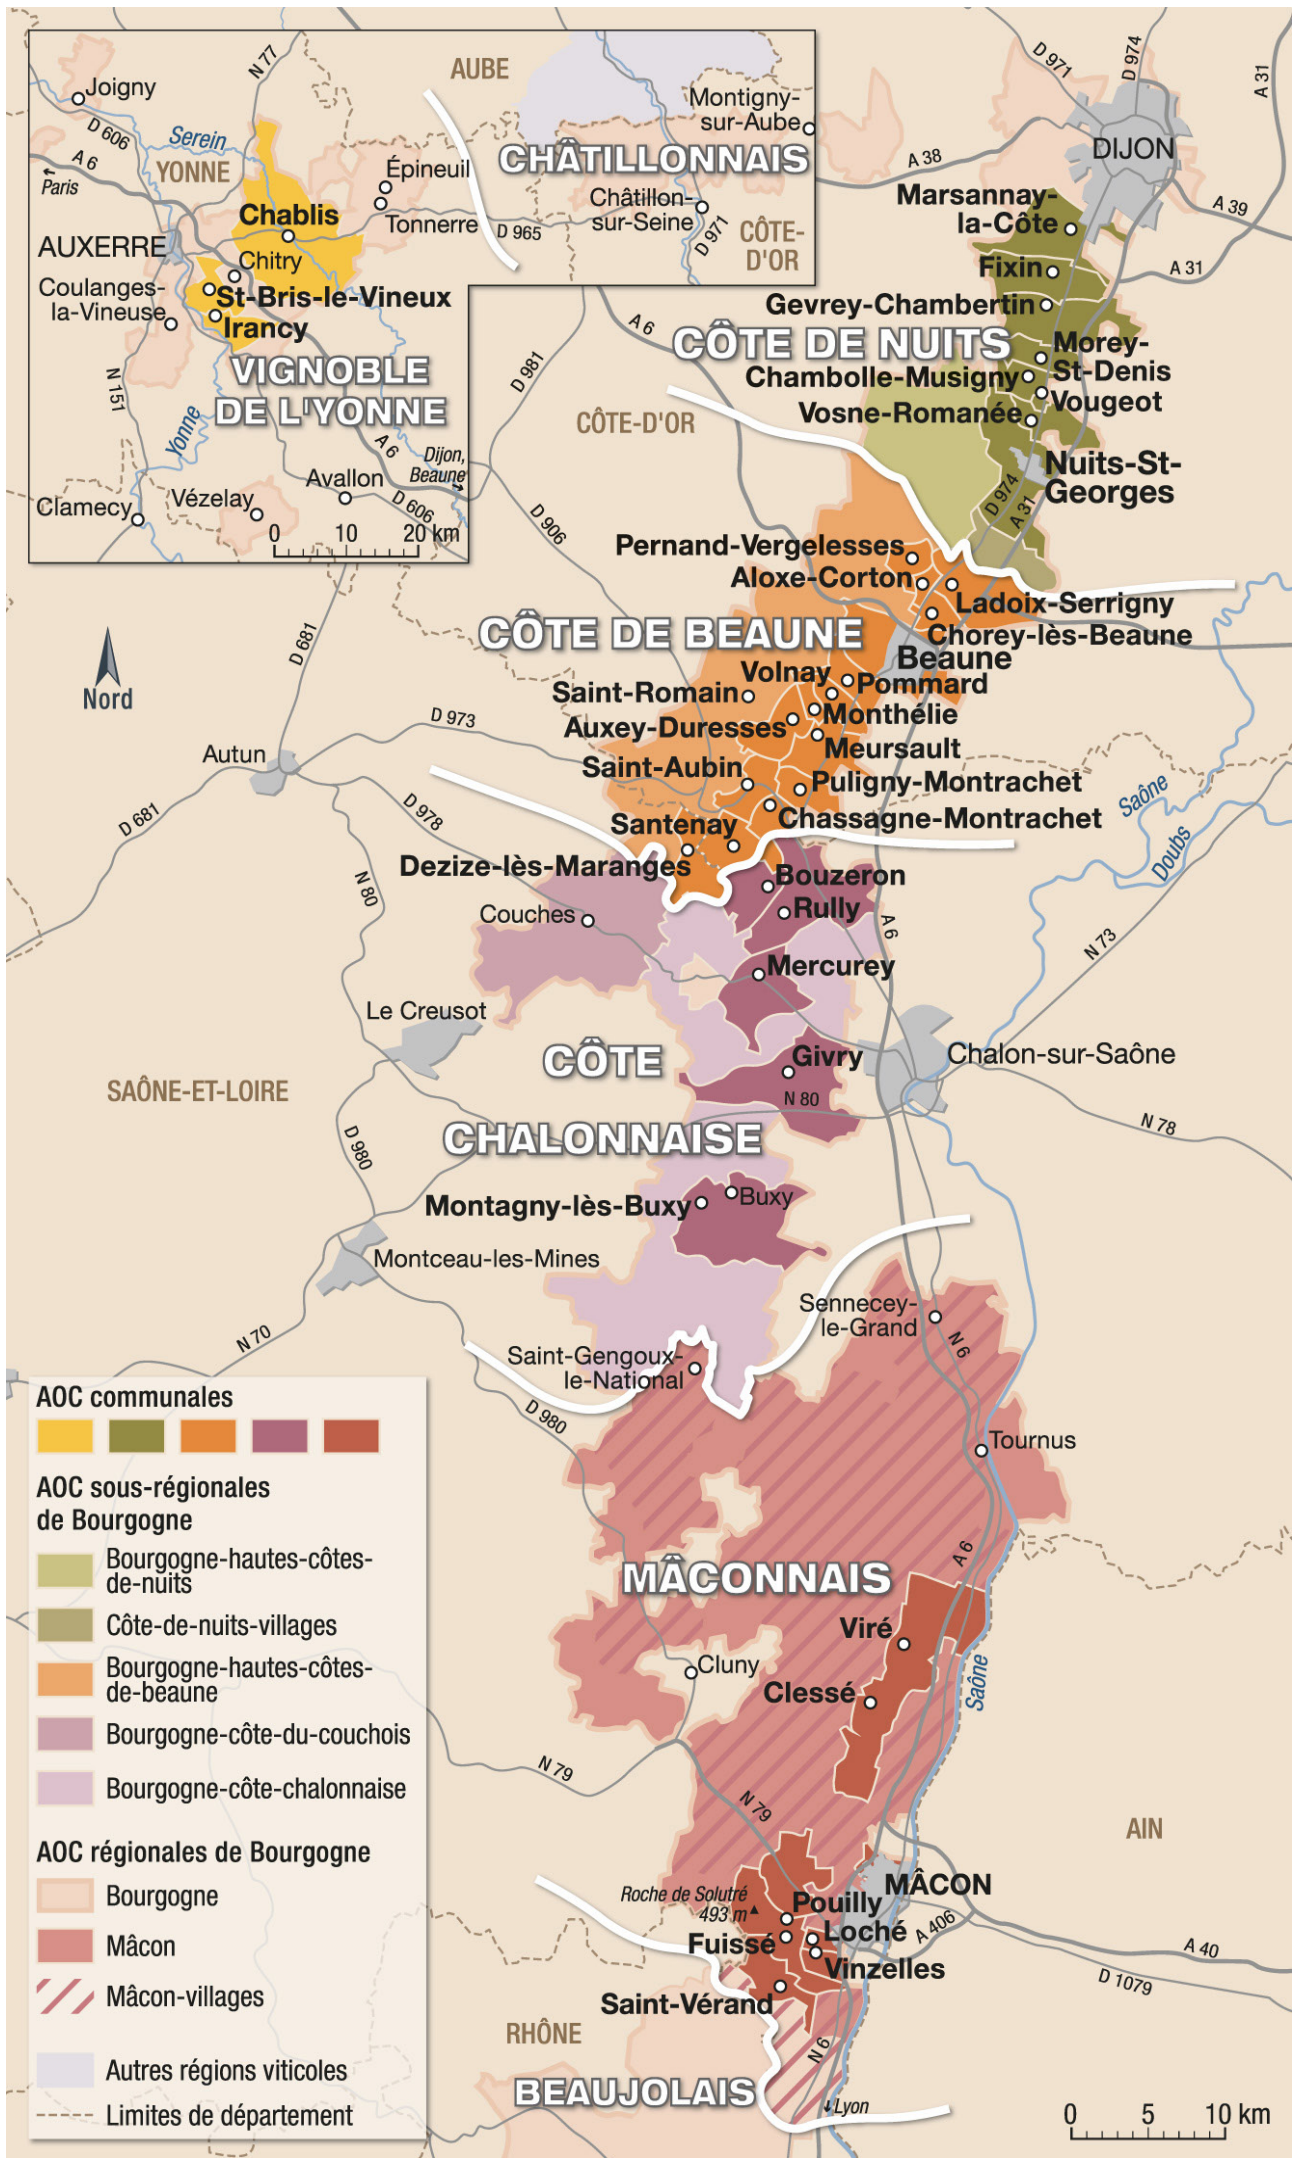 Joigny
N 77
AUBE
Montigny-
sur-Aube
D 606
Serein
A 6
Paris
YONNE
CHÂTILLONNAIS
Épineuil
Chablis
Tonnerre
D 965
Châtillon-
sur-Seine
D 971
CÔTE-
D'OR
AUXERRE
Chitry
Coulanges-
la-Vineuse
St-Bris-le-Vineux
Irancy
VIGNOBLE
DE L'YONNE
N 151
Yonne
A 6
Dijon,
Beaune
Avallon
D 606
Vézelay
Clamecy
0 10 20 km
D 971
D 974
A 31
DIJON
A 38
A 39
A 31
Marsannay-
la-Côte
Fixin
Gevrey-Chambertin
A 6
CÔTE DE NUITS
Morey-
St-Denis
Chambolle-Musigny
Vougeot
Vosne-Romanée
D 981
CÔTE-D'OR
Nuits-St-
Georges
D 974
A 31
D 906
Pernand-Vergelesses
Aloxe-Corton
Ladoix-Serrigny
Chorey-lès-Beaune
CÔTE DE BEAUNE
Beaune
D 681
Nord
Volnay
Pommard
Saint-Romain
Monthélie
Auxey-Duresses
Meursault
D 973
Autun
Saint-Aubin
Puligny-Montrachet
D 681
D 978
Santenay
Chassagne-Montrachet
Saône
Doubs
Dezize-lès-Maranges
Bouzeron
Rully
N 80
Couches
A 6
N 73
Mercurey
Le Creusot
CÔTE
CHALONNAISE
Givry
Chalon-sur-Saône
SAÔNE-ET-LOIRE
N 80
N 78
D 980
Buxy
Montagny-lès-Buxy
Montceau-les-Mines
Sennecey-
le-Grand
N 6
N 70
Saint-Gengoux-
le-National
D 980
Tournus
A 6
MÂCONNAIS
Viré
Cluny
Clessé
Saône
N 79
N 79
AIN
Roche de Solutré
493 m
Pouilly
MÂCON
Loché
Fuissé
A 406
Vinzelles
A 40
D 1079
Saint-Vérand
RHÔNE
N 6
BEAUJOLAIS
Lyon
0 5 10 km
AOC communales
AOC sous-régionales
de Bourgogne
Bourgogne-hautes-côtes-
de-nuits
Côte-de-nuits-villages
Bourgogne-hautes-côtes-
de-beaune
Bourgogne-côte-du-couchois
Bourgogne-côte-chalonnaise
AOC régionales de Bourgogne
Bourgogne
Mâcon
Mâcon-villages
Autres régions viticoles
Limites de département